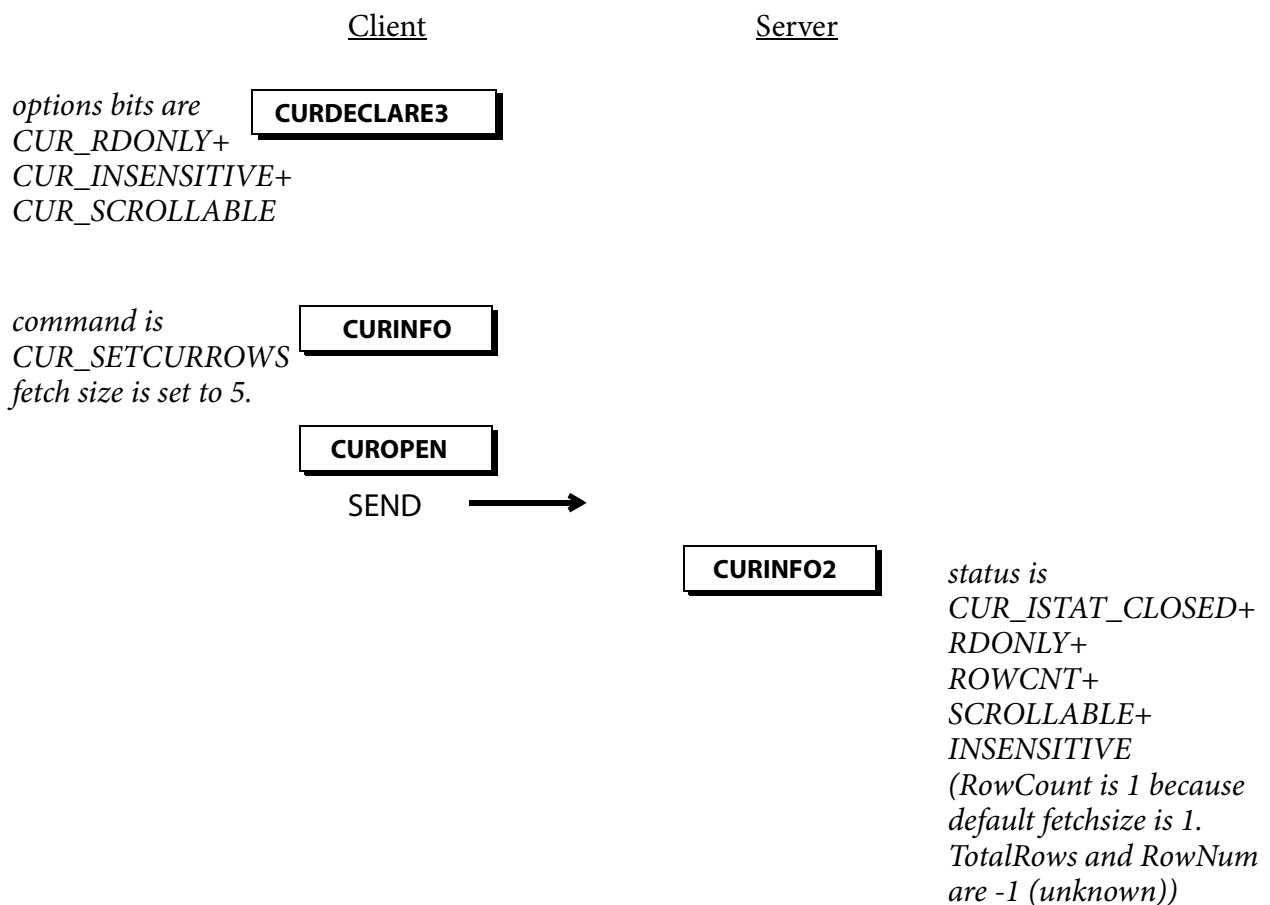 Client Server
options bits are
CUR_RDONLY+
CUR_INSENSITIVE+
CUR_SCROLLABLE
CURDECLARE3
command is
CUR_SETCURROWS
fetch size is set to 5.
CURINFO
CUROPEN
SEND
CURINFO2
status is
CUR_ISTAT_CLOSED+
RDONLY+
ROWCNT+
SCROLLABLE+
INSENSITIVE
(RowCount is 1 because
default fetchsize is 1.
TotalRows and RowNum
are -1 (unknown))